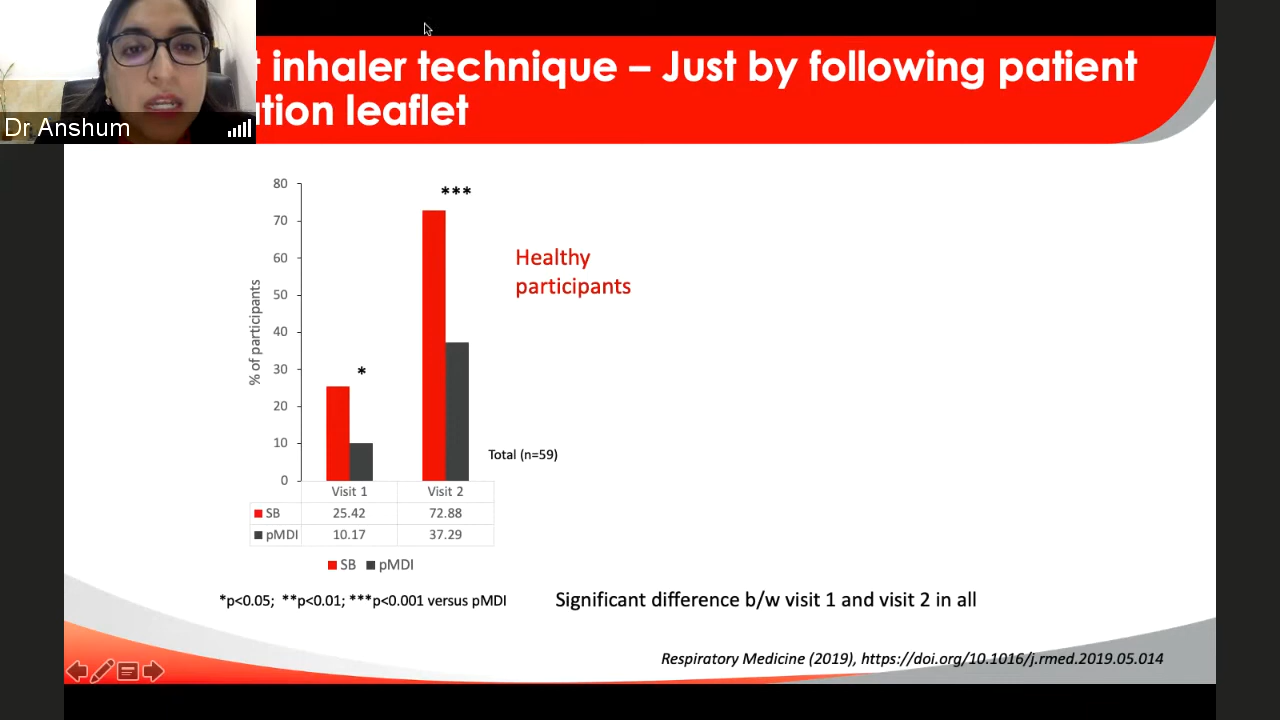 inhaler technique – Just by following patient
leaflet
Dr Anshum
80
70
60
50
40
30
20
10
0
% of participants
*
***
Healthy
participants
Total (n=59)
Visit 1 Visit 2
SB 25.42 72.88
pMDI 10.17 37.29
SB pMDI
*p<0.05; **p<0.01; ***p<0.001 versus pMDI
Significant difference b/w visit 1 and visit 2 in all
Respiratory Medicine (2019), https://doi.org/10.1016/j.rmed.2019.05.014